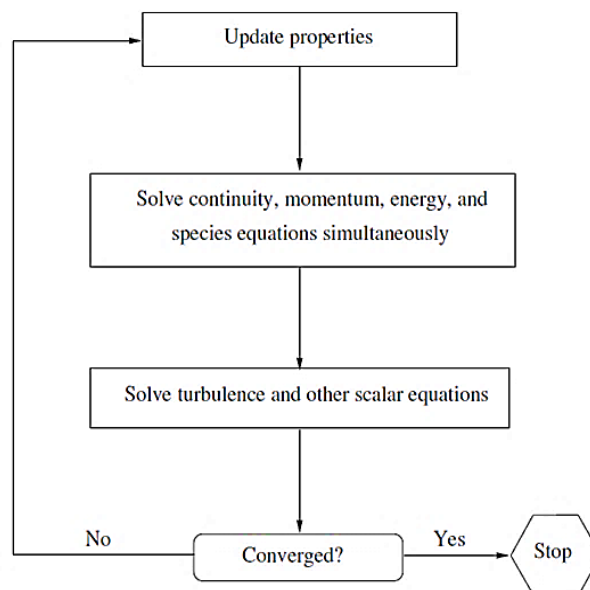 Update properties
Solve continuity, momentum, energy, and
species equations simultaneously
Solve turbulence and other scalar equations
No
Converged?
Yes
Stop